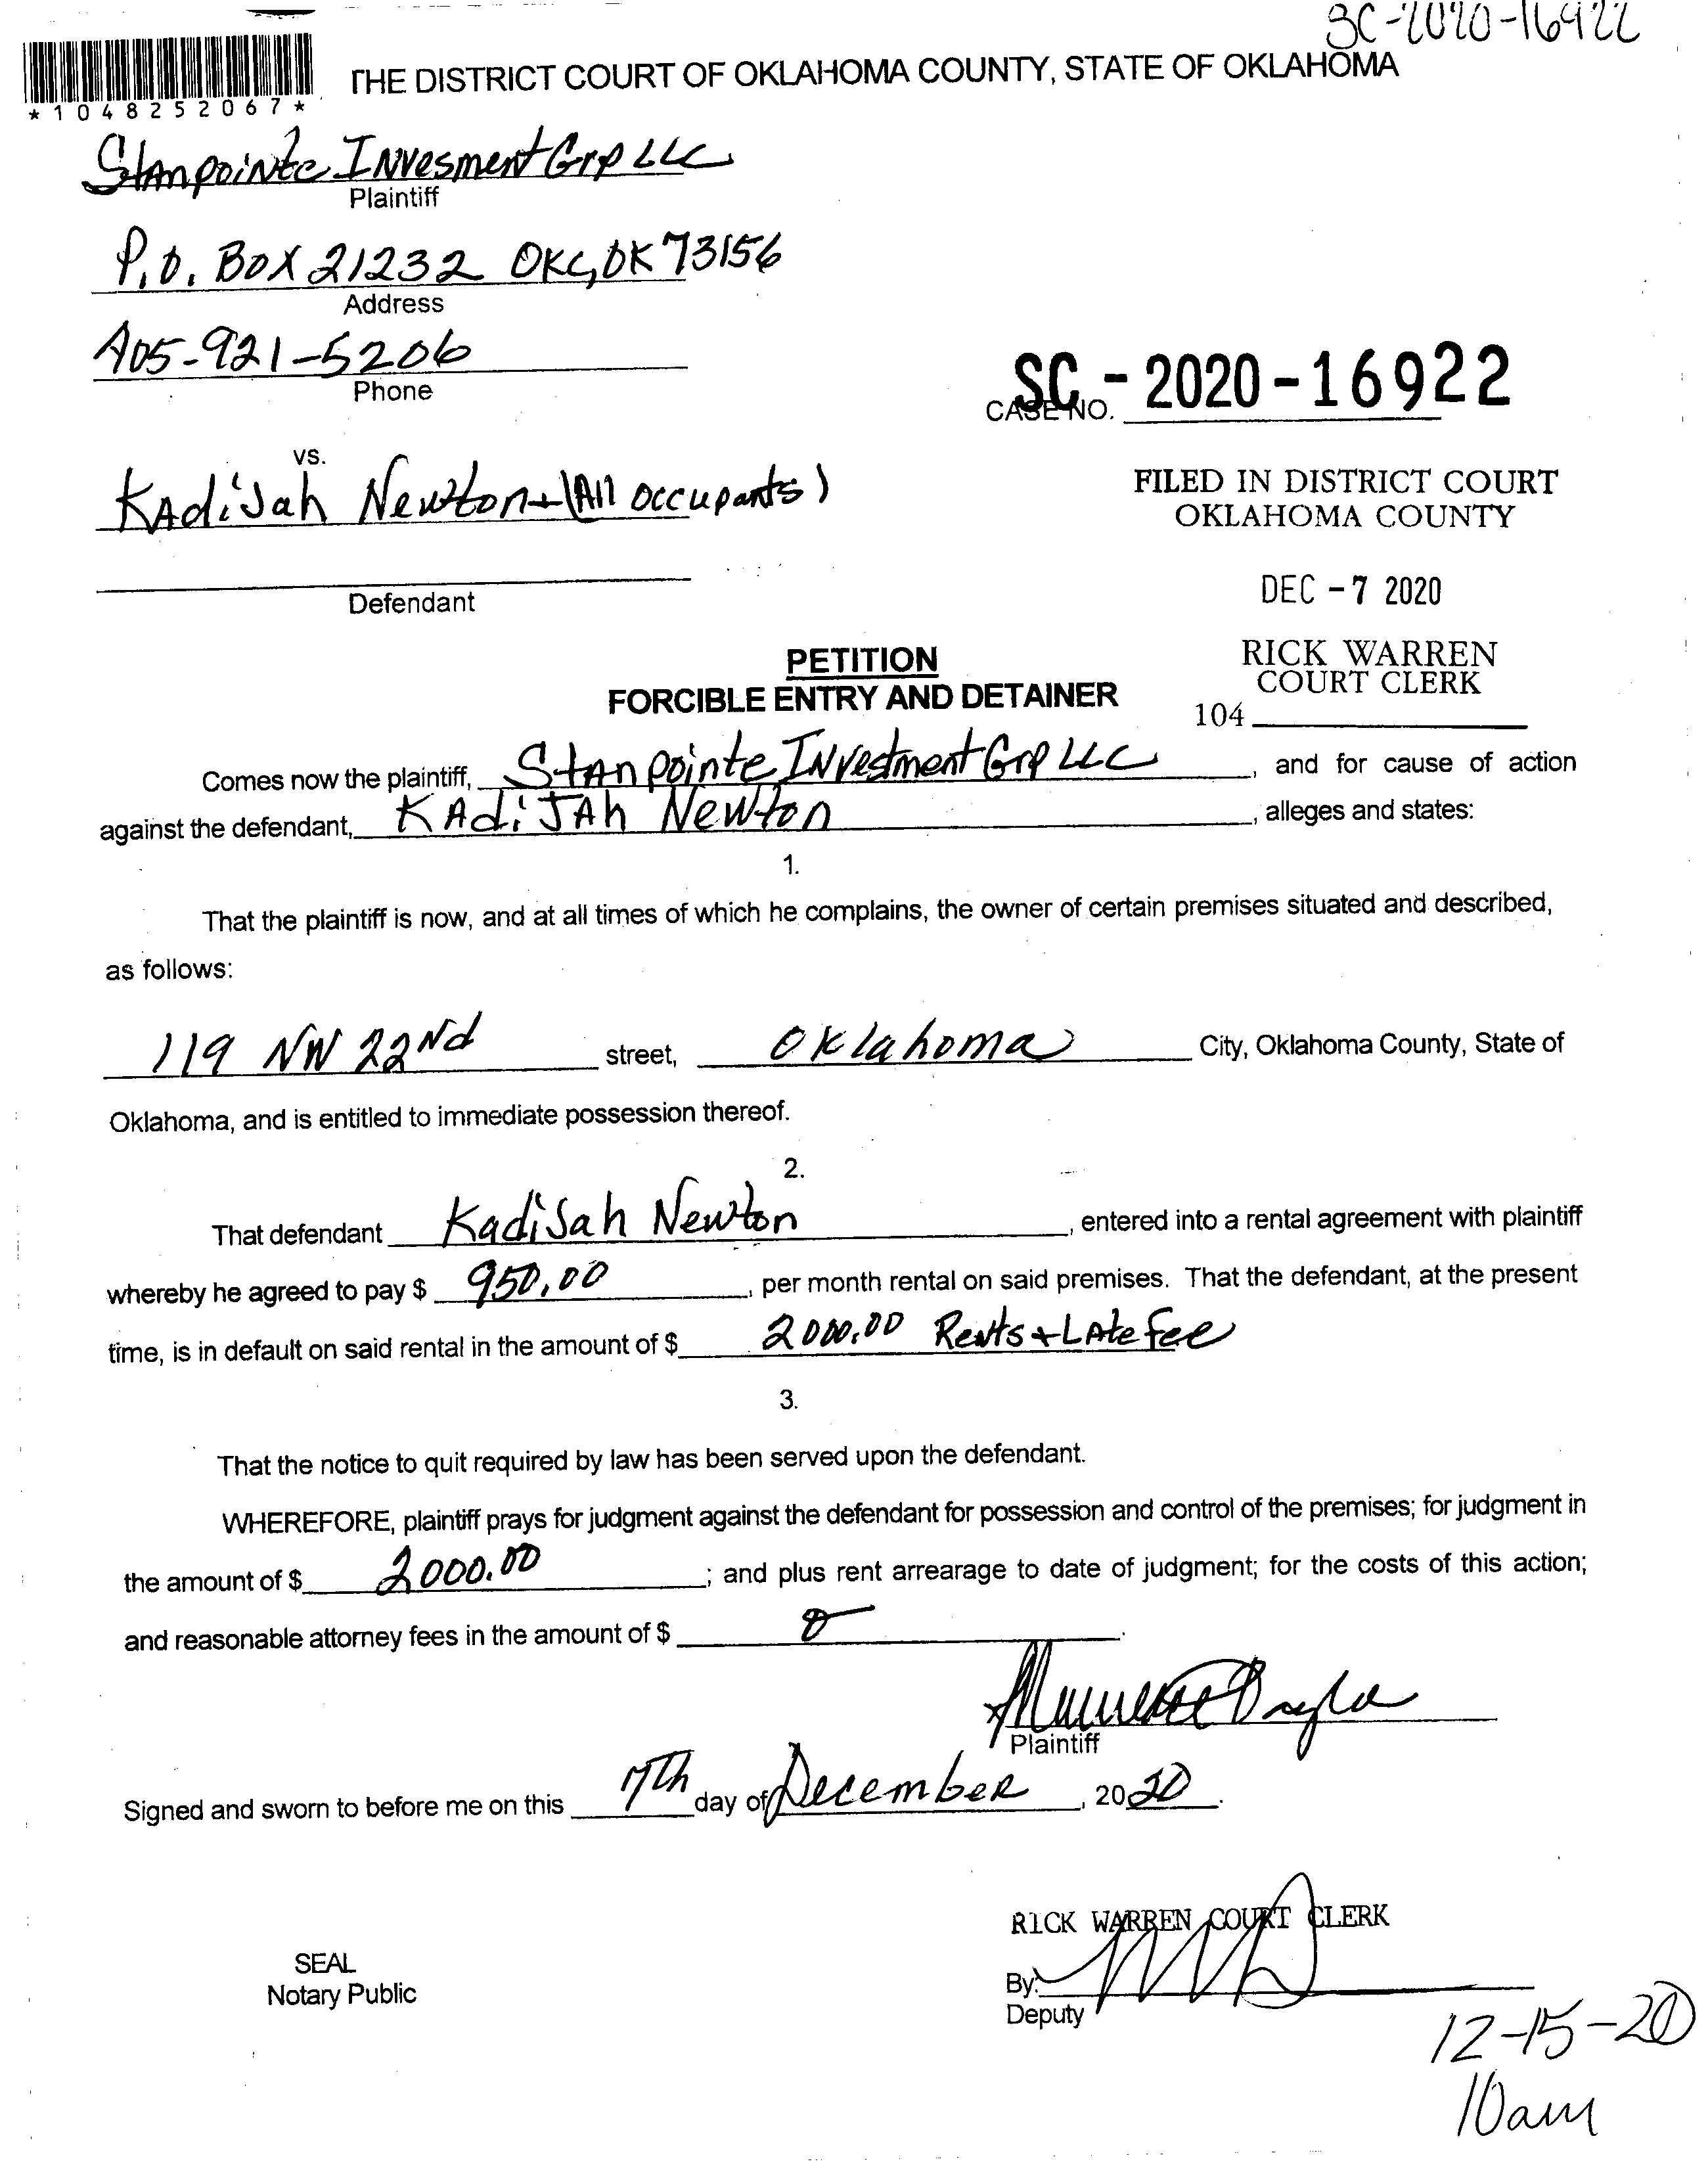 SC-2020-16922
THE DISTRICT COURT OF OKLAHOMA COUNTY, STATE OF OKLAHOMA
*1048252067*
Stanpointe Invesment Grp LLC
Plaintiff
P.O. Box 21232 OKC, OK 73156
Address
405-921-5206
Phone
SC-2020-16922
CASE NO.
vs.
Kadijah Newton + (All occupants)
FILED IN DISTRICT COURT
OKLAHOMA COUNTY
DEC -7 2020
Defendant
RICK WARREN
COURT CLERK
104
PETITION
FORCIBLE ENTRY AND DETAINER
Comes now the plaintiff, Stanpointe Investment Grp LLC, and for cause of action
against the defendant, Kadijah Newton, alleges and states:
1.
That the plaintiff is now, and at all times of which he complains, the owner of certain premises situated and described,
as follows:
119 NW 22nd street, Oklahoma City, Oklahoma County, State of
Oklahoma, and is entitled to immediate possession thereof.
2.
That defendant Kadijah Newton, entered into a rental agreement with plaintiff
whereby he agreed to pay $ 950.00, per month rental on said premises. That the defendant, at the present
time, is in default on said rental in the amount of $ 2000.00 Rents + Late fee
3.
That the notice to quit required by law has been served upon the defendant.
WHEREFORE, plaintiff prays for judgment against the defendant for possession and control of the premises; for judgment in
the amount of $ 2000.00; and plus rent arrearage to date of judgment; for the costs of this action;
and reasonable attorney fees in the amount of $ 0.
Plaintiff
Signed and sworn to before me on this 7th day of December, 2020.
RICK WARREN COURT CLERK
SEAL
Notary Public
By:
Deputy
12-15-20
10am